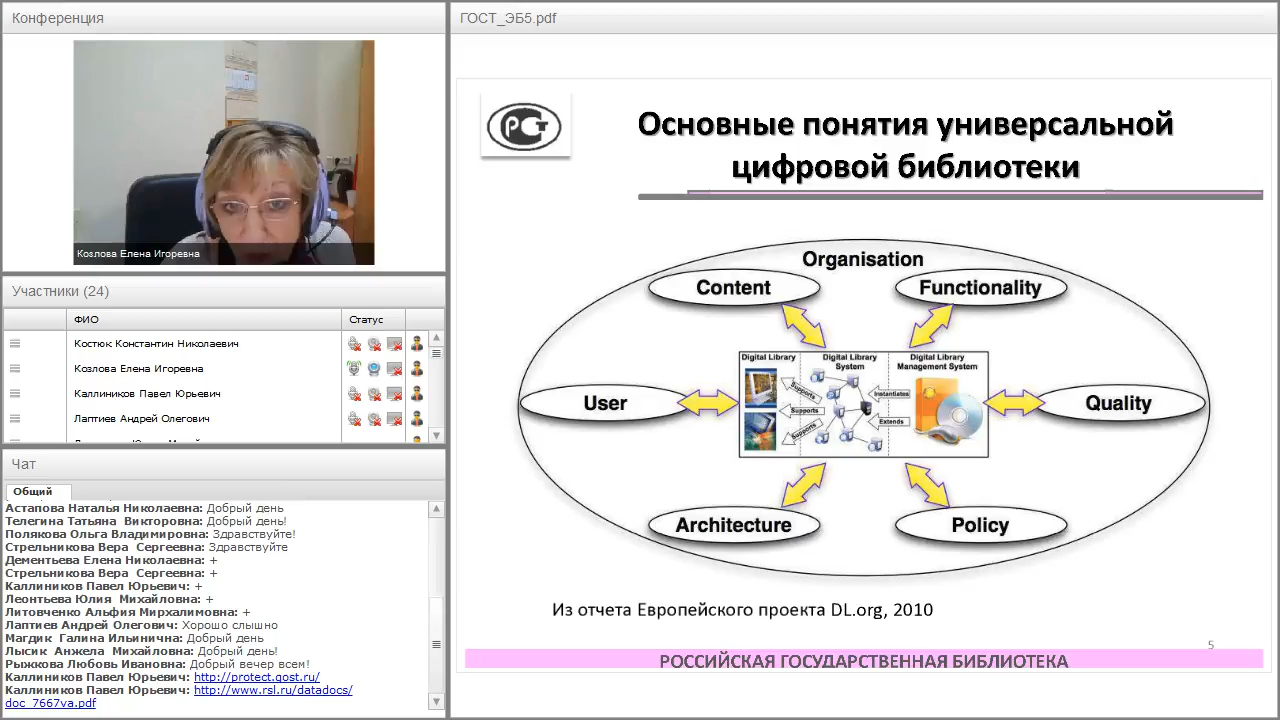 Конференция
Козлова Елена Игоревна
Участники (24)
ФИО
Статус
Костюк Константин Николаевич
Козлова Елена Игоревна
Каллиников Павел Юрьевич
Лаптиев Андрей Олегович
Чат
Общий
Астапова Наталья Николаевна: Добрый день
Телегина Татьяна Викторовна: Добрый день!
Полякова Ольга Владимировна: Здравствуйте!
Стрельникова Вера Сергеевна: Здравствуйте
Дементьева Елена Николаевна: +
Стрельникова Вера Сергеевна: +
Каллиников Павел Юрьевич: +
Леонтьева Юлия Михайловна: +
Литовченко Альфия Мирхалимовна: +
Лаптиев Андрей Олегович: Хорошо слышно
Магдик Галина Ильинична: Добрый день
Лысик Анжела Михайловна: Добрый день!
Рыжкова Любовь Ивановна: Добрый вечер всем!
Каллиников Павел Юрьевич: http://protect.gost.ru/
Каллиников Павел Юрьевич: http://www.rsl.ru/datadocs/
doc_7667va.pdf
ГОСТ_ЭБ5.pdf
РСТ
Основные понятия универсальной
цифровой библиотеки
Organisation
Content
Functionality
Digital Library
Digital Library
System
Digital Library
Management System
Supports
Supports
Supports
Instantiates
Extends
User
Quality
Architecture
Policy
Из отчета Европейского проекта DL.org, 2010
5
РОССИЙСКАЯ ГОСУДАРСТВЕННАЯ БИБЛИОТЕКА